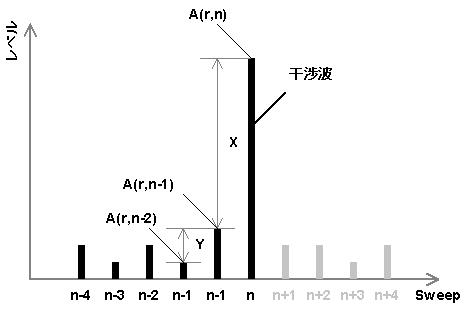 A(r,n)
レベル
干渉波
X
A(r,n-1)
A(r,n-2)
Y
n-4 n-3 n-2 n-1 n-1 n n+1 n+2 n+3 n+4 Sweep